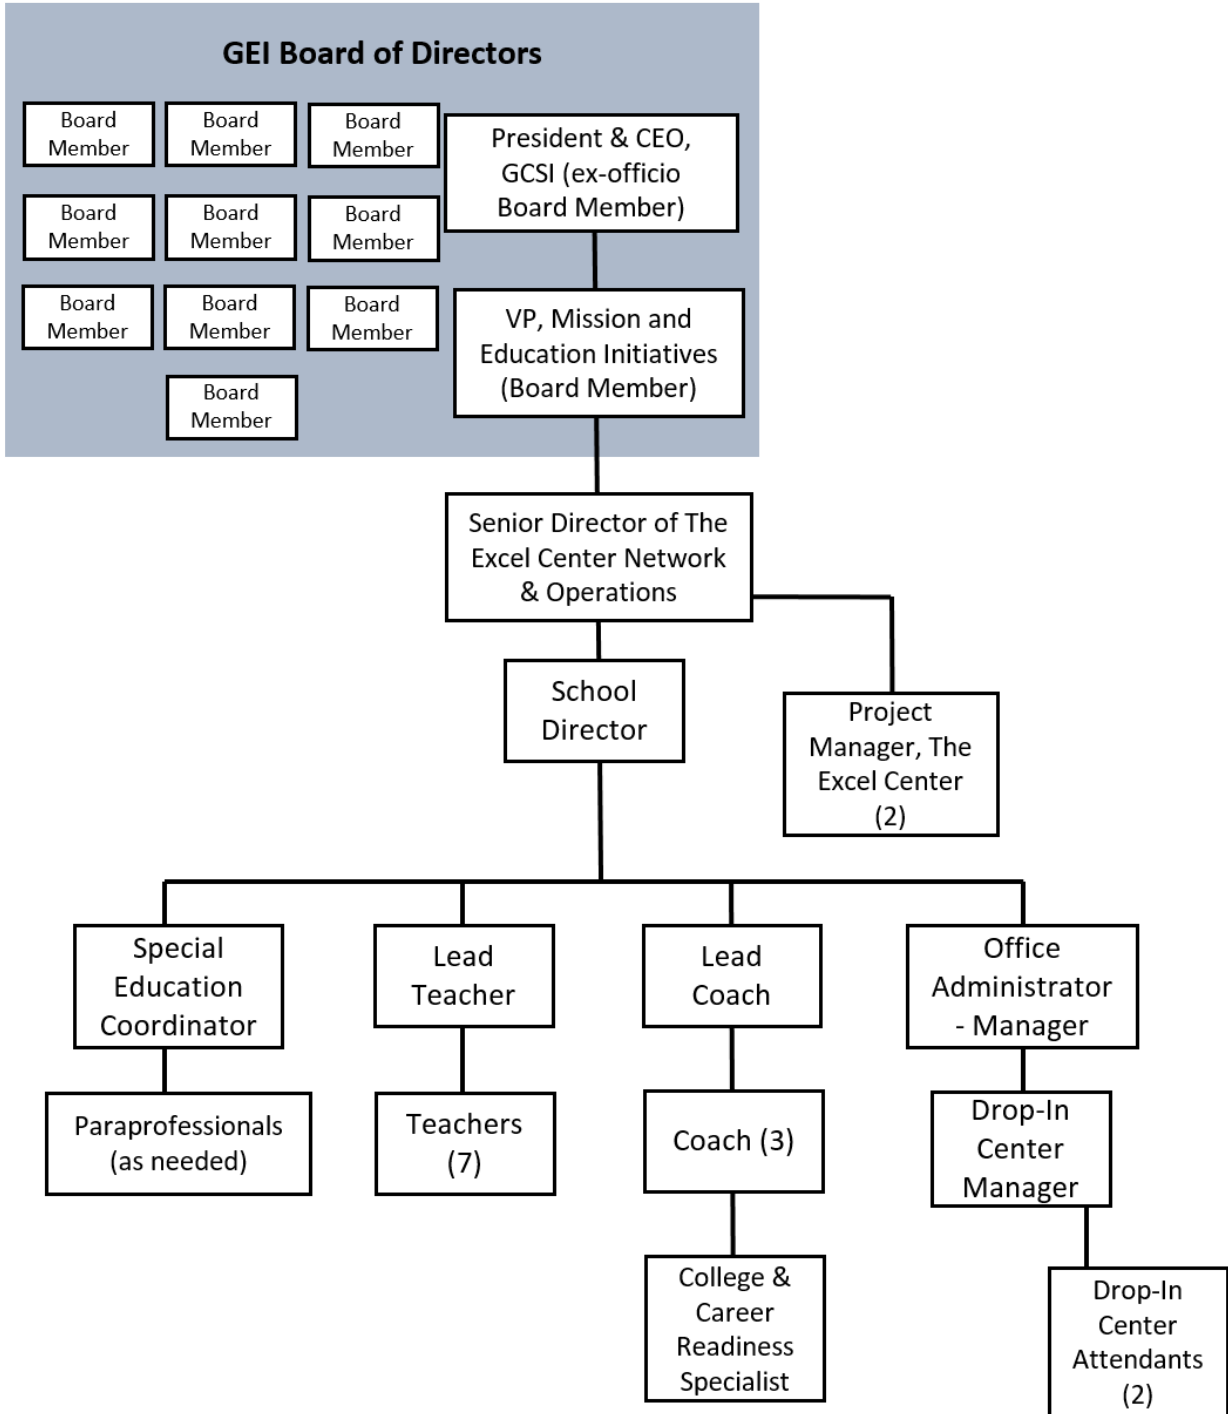 GEI Board of Directors
Board
Member
Board
Member
Board
Member
President & CEO,
GCSI (ex-officio
Board Member)
Board
Member
Board
Member
Board
Member
Board
Member
Board
Member
Board
Member
VP, Mission and
Education Initiatives
(Board Member)
Board
Member
Senior Director of The
Excel Center Network
& Operations
School
Director
Project
Manager, The
Excel Center
(2)
Special
Education
Coordinator
Lead
Teacher
Lead
Coach
Office
Administrator
- Manager
Paraprofessionals
(as needed)
Teachers
(7)
Coach (3)
Drop-In
Center
Manager
College &
Career
Readiness
Specialist
Drop-In
Center
Attendants
(2)